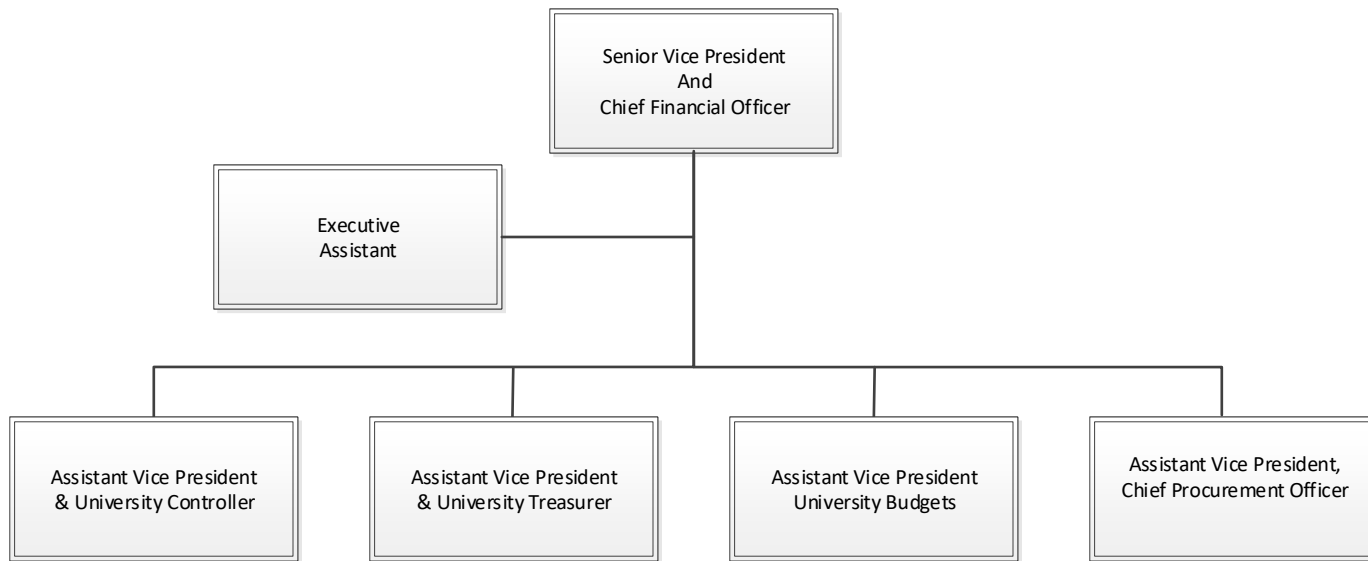 Senior Vice President
And
Chief Financial Officer
Executive
Assistant
Assistant Vice President
& University Controller
Assistant Vice President
& University Treasurer
Assistant Vice President
University Budgets
Assistant Vice President,
Chief Procurement Officer